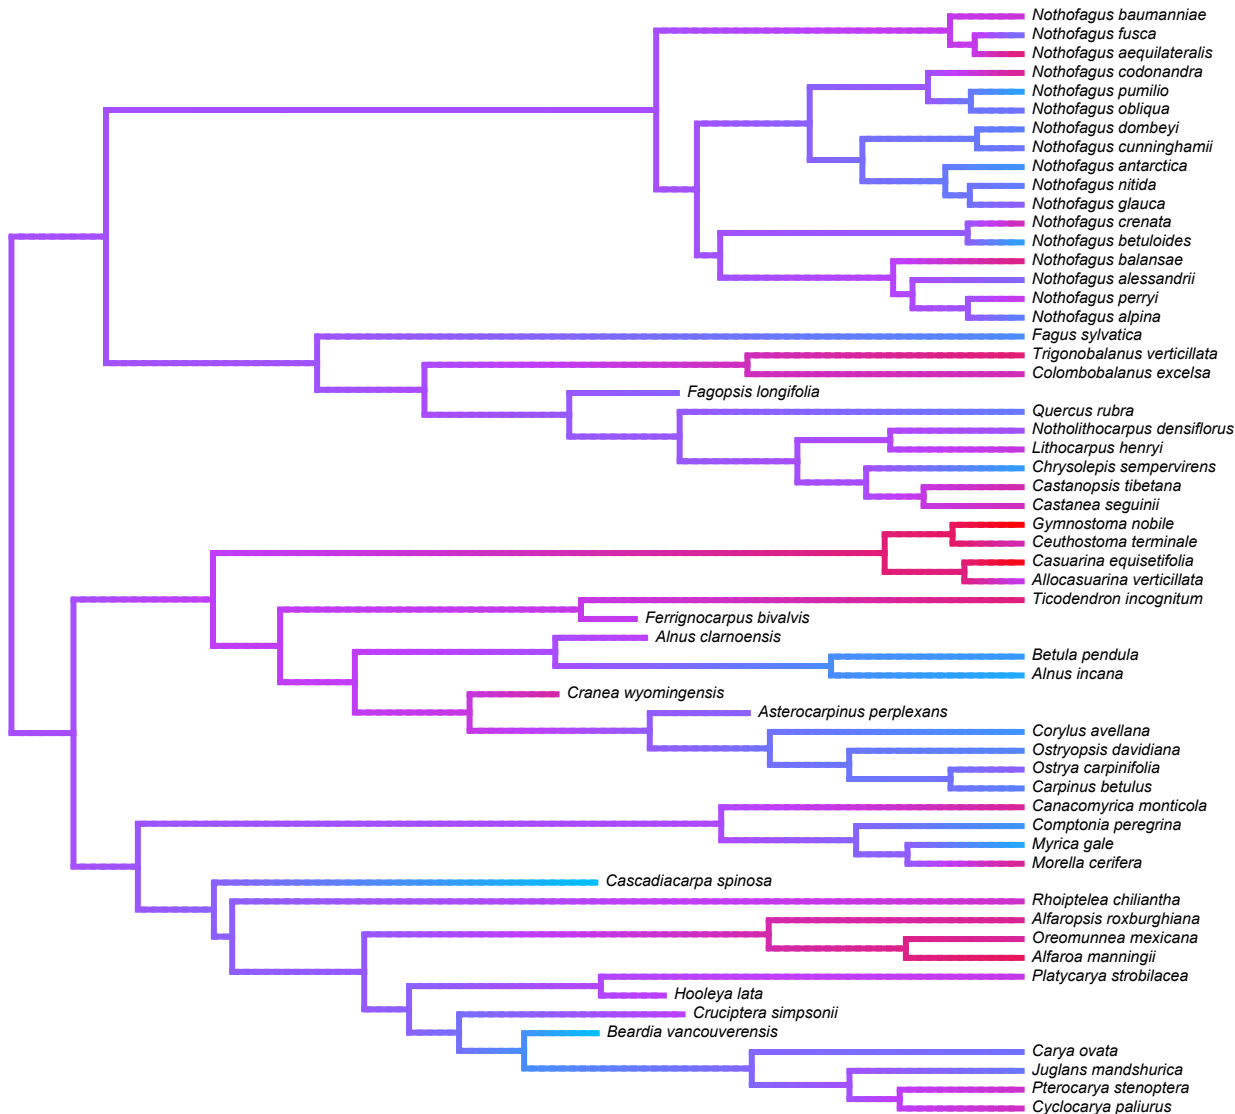 Nothofagus baumanniae
Nothofagus fusca
Nothofagus aequilateralis
Nothofagus codonandra
Nothofagus pumilio
Nothofagus obliqua
Nothofagus dombeyi
Nothofagus cunninghamii
Nothofagus antarctica
Nothofagus nitida
Nothofagus glauca
Nothofagus crenata
Nothofagus betuloides
Nothofagus balansae
Nothofagus alessandrii
Nothofagus perryi
Nothofagus alpina
Fagus sylvatica
Trigonobalanus verticillata
Colombobalanus excelsa
Fagopsis longifolia
Quercus rubra
Notholithocarpus densiflorus
Lithocarpus henryi
Chrysolepis sempervirens
Castanopsis tibetana
Castanea seguinii
Gymnostoma nobile
Ceuthostoma terminale
Casuarina equisetifolia
Allocasuarina verticillata
Ticodendron incognitum
Ferrignocarpus bivalvis
Alnus clarnoensis
Betula pendula
Alnus incana
Cranea wyomingensis
Asterocarpinus perplexans
Corylus avellana
Ostryopsis davidiana
Ostrya carpinifolia
Carpinus betulus
Canacomyrica monticola
Comptonia peregrina
Myrica gale
Morella cerifera
Cascadiacarpa spinosa
Rhoiptelea chiliantha
Alfaropsis roxburghiana
Oreomunnea mexicana
Alfaroa manningii
Platycarya strobilacea
Hooleya lata
Cruciptera simpsonii
Beardia vancouverensis
Carya ovata
Juglans mandshurica
Pterocarya stenoptera
Cyclocarya paliurus